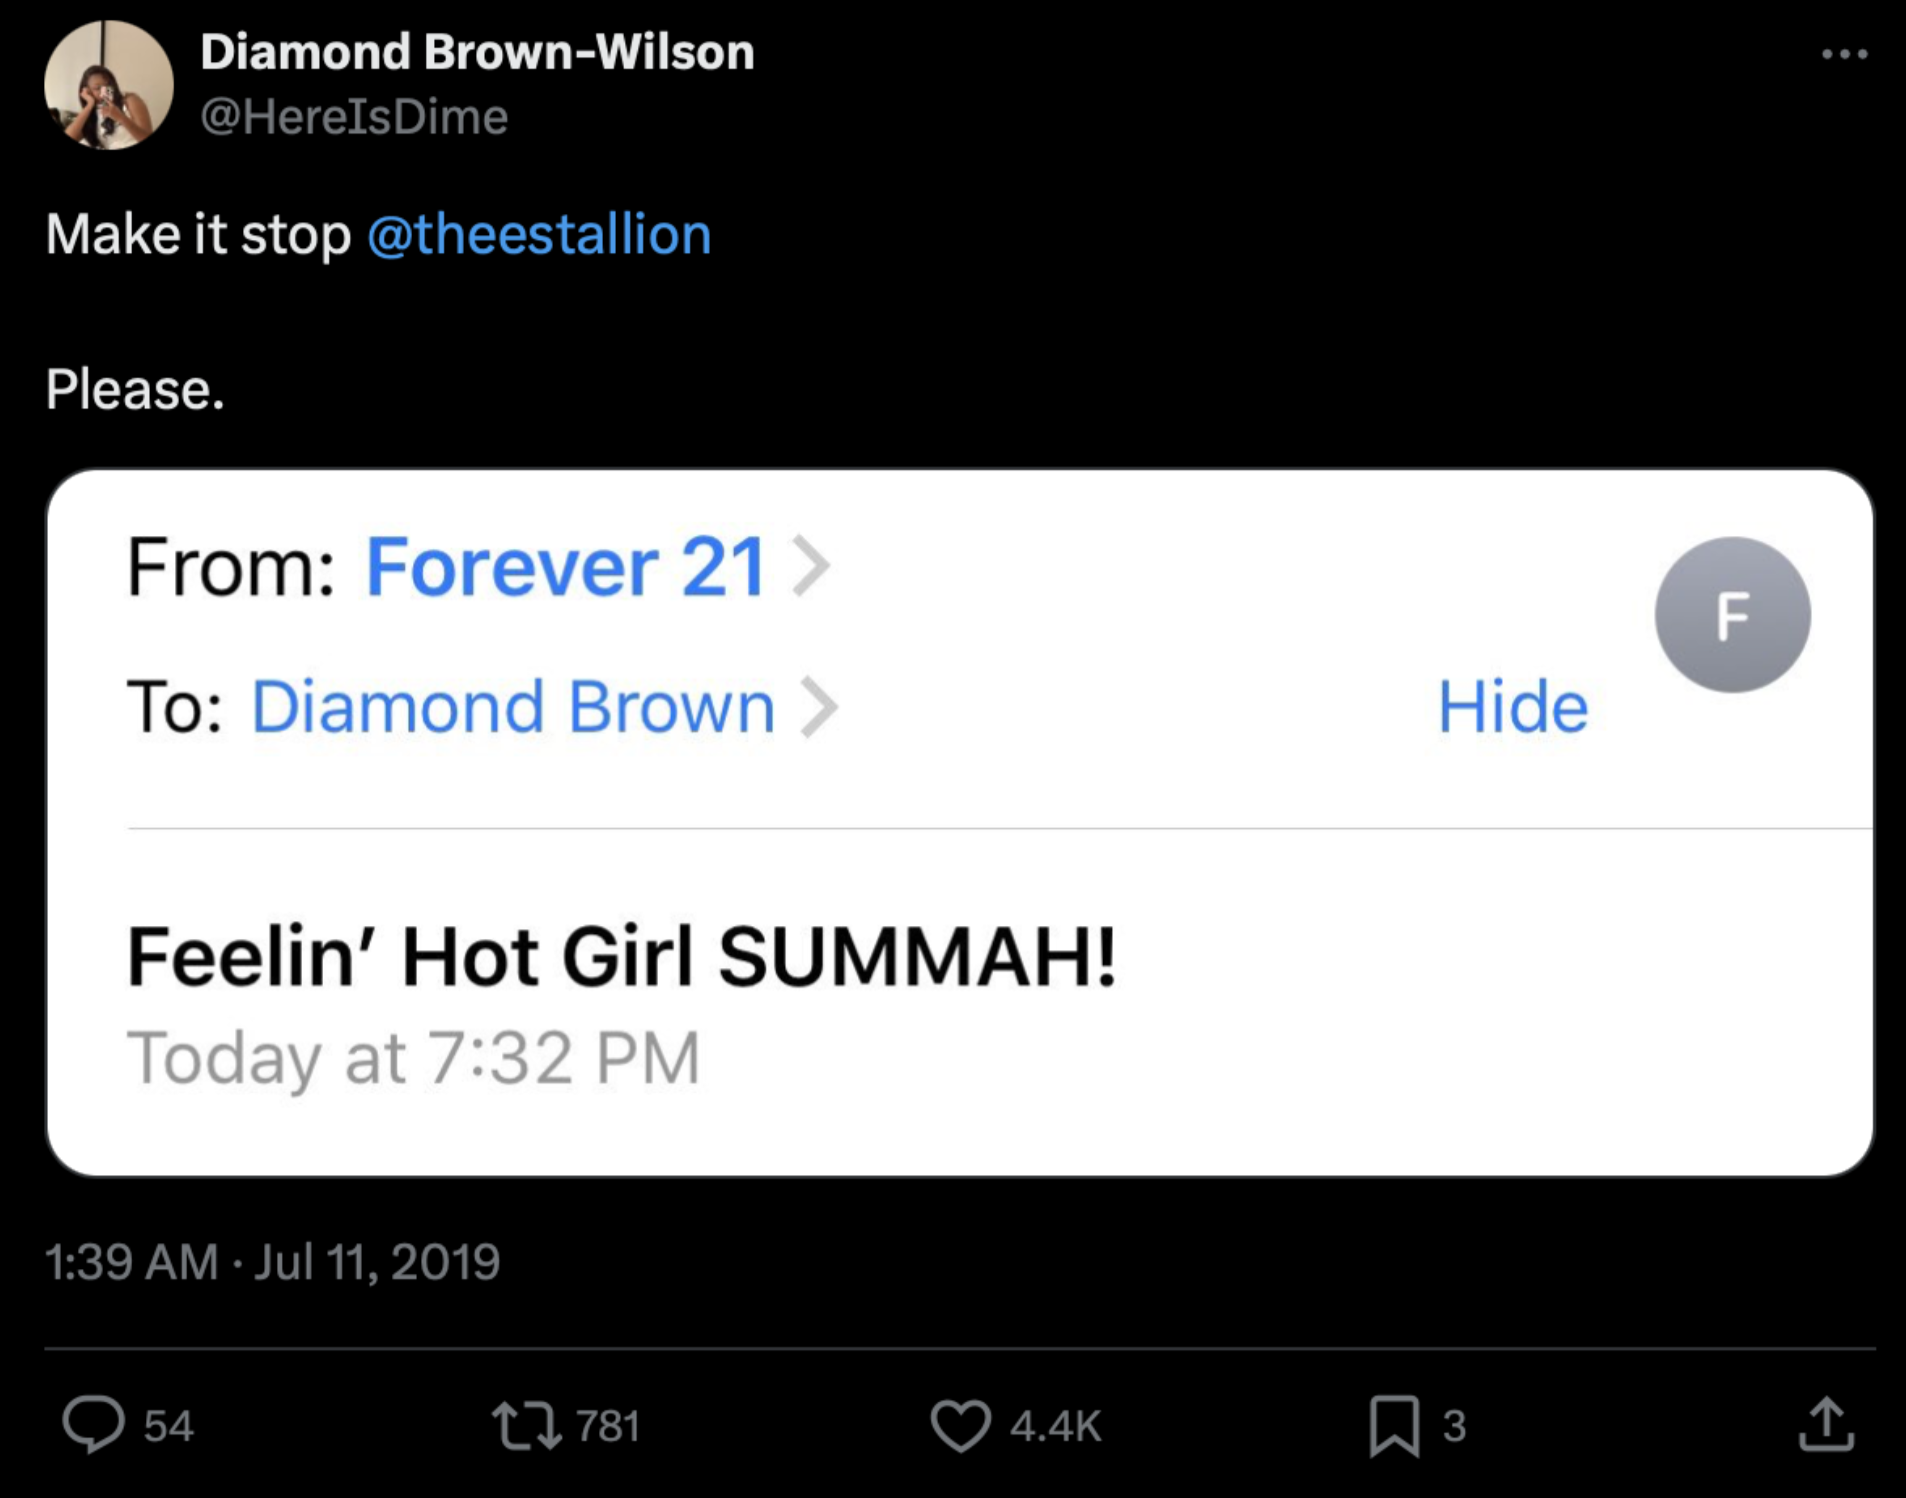 Diamond Brown-Wilson
@HereIsDime
Make it stop @theestallion
Please.
From: Forever 21
F
To: Diamond Brown
Hide
Feelin’ Hot Girl SUMMAH!
Today at 7:32 PM
1:39 AM · Jul 11, 2019
54 781 4.4K 3